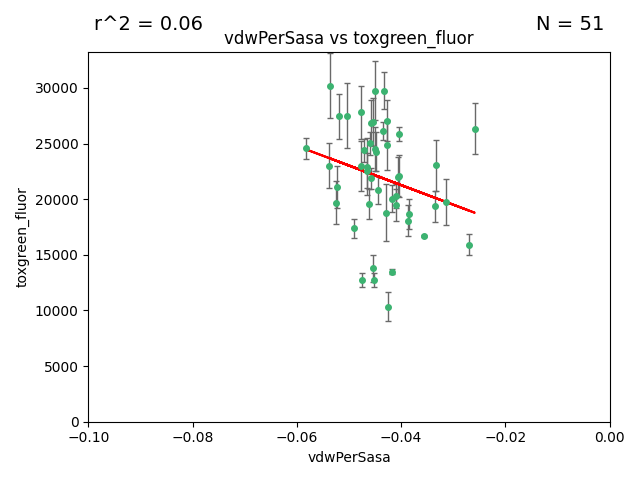 r^2 = 0.06
N = 51
vdwPerSasa vs toxgreen_fluor
toxgreen_fluor
30000
25000
20000
15000
10000
5000
0
−0.10
−0.08
−0.06
−0.04
−0.02
0.00
vdwPerSasa